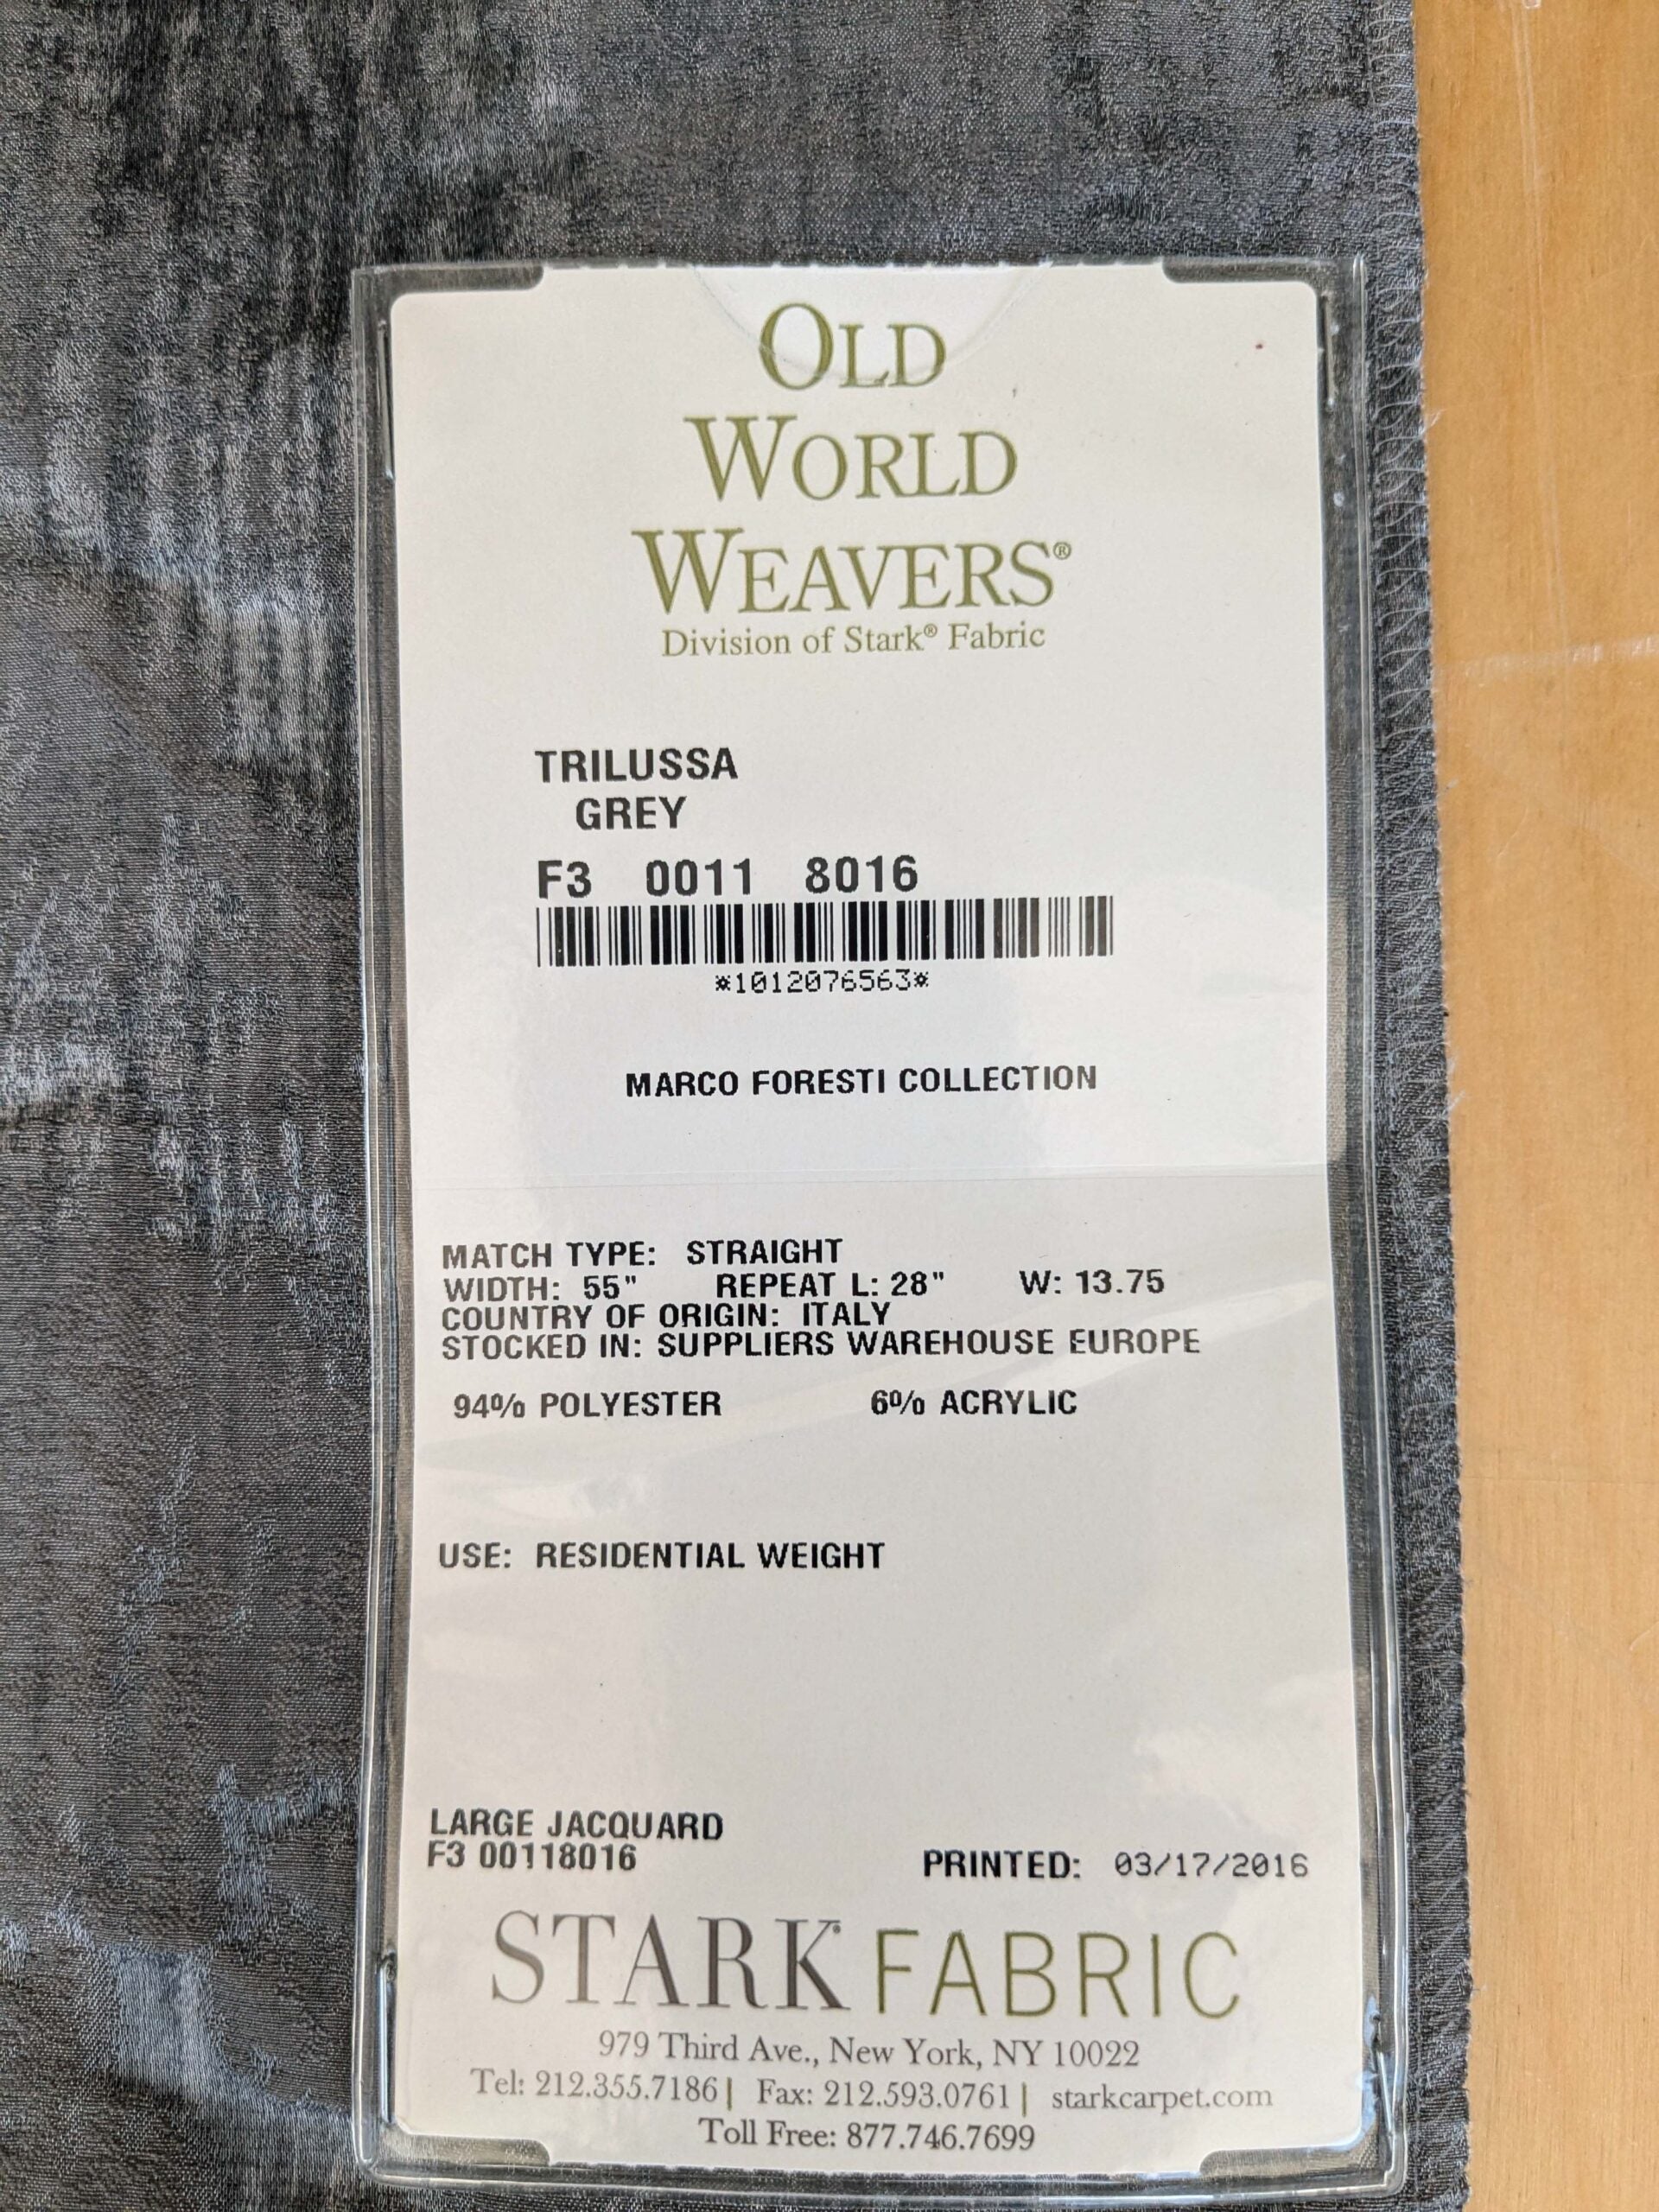 OLD
WORLD
WEAVERS®
Division of Stark® Fabric
TRILUSSA
GREY
F3 0011 8016
*1012076563*
MARCO FORESTI COLLECTION
MATCH TYPE: STRAIGHT
WIDTH: 55" REPEAT L: 28" W: 13.75
COUNTRY OF ORIGIN: ITALY
STOCKED IN: SUPPLIERS WAREHOUSE EUROPE
94% POLYESTER 6% ACRYLIC
USE: RESIDENTIAL WEIGHT
LARGE JACQUARD
F3 00118016 PRINTED: 03/17/2016
STARK® FABRIC
979 Third Ave., New York, NY 10022
Tel: 212.355.7186 | Fax: 212.593.0761 | starkcarpet.com
Toll Free: 877.746.7699